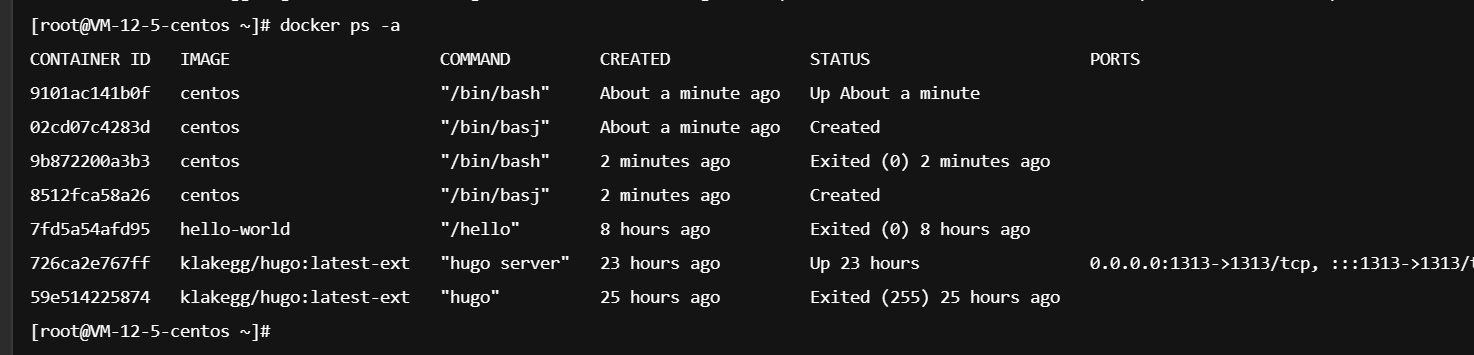 [root@VM-12-5-centos ~]# docker ps -a
CONTAINER ID   IMAGE                     COMMAND         CREATED              STATUS                      PORTS
9101ac141b0f   centos                    "/bin/bash"     About a minute ago   Up About a minute
02cd07c4283d   centos                    "/bin/basj"     About a minute ago   Created
9b872200a3b3   centos                    "/bin/bash"     2 minutes ago        Exited (0) 2 minutes ago
8512fca58a26   centos                    "/bin/basj"     2 minutes ago        Created
7fd5a54afd95   hello-world               "/hello"        8 hours ago          Exited (0) 8 hours ago
726ca2e767ff   klakegg/hugo:latest-ext   "hugo server"   23 hours ago         Up 23 hours                 0.0.0.0:1313->1313/tcp, :::1313->1313/
59e514225874   klakegg/hugo:latest-ext   "hugo"          25 hours ago         Exited (255) 25 hours ago
[root@VM-12-5-centos ~]#